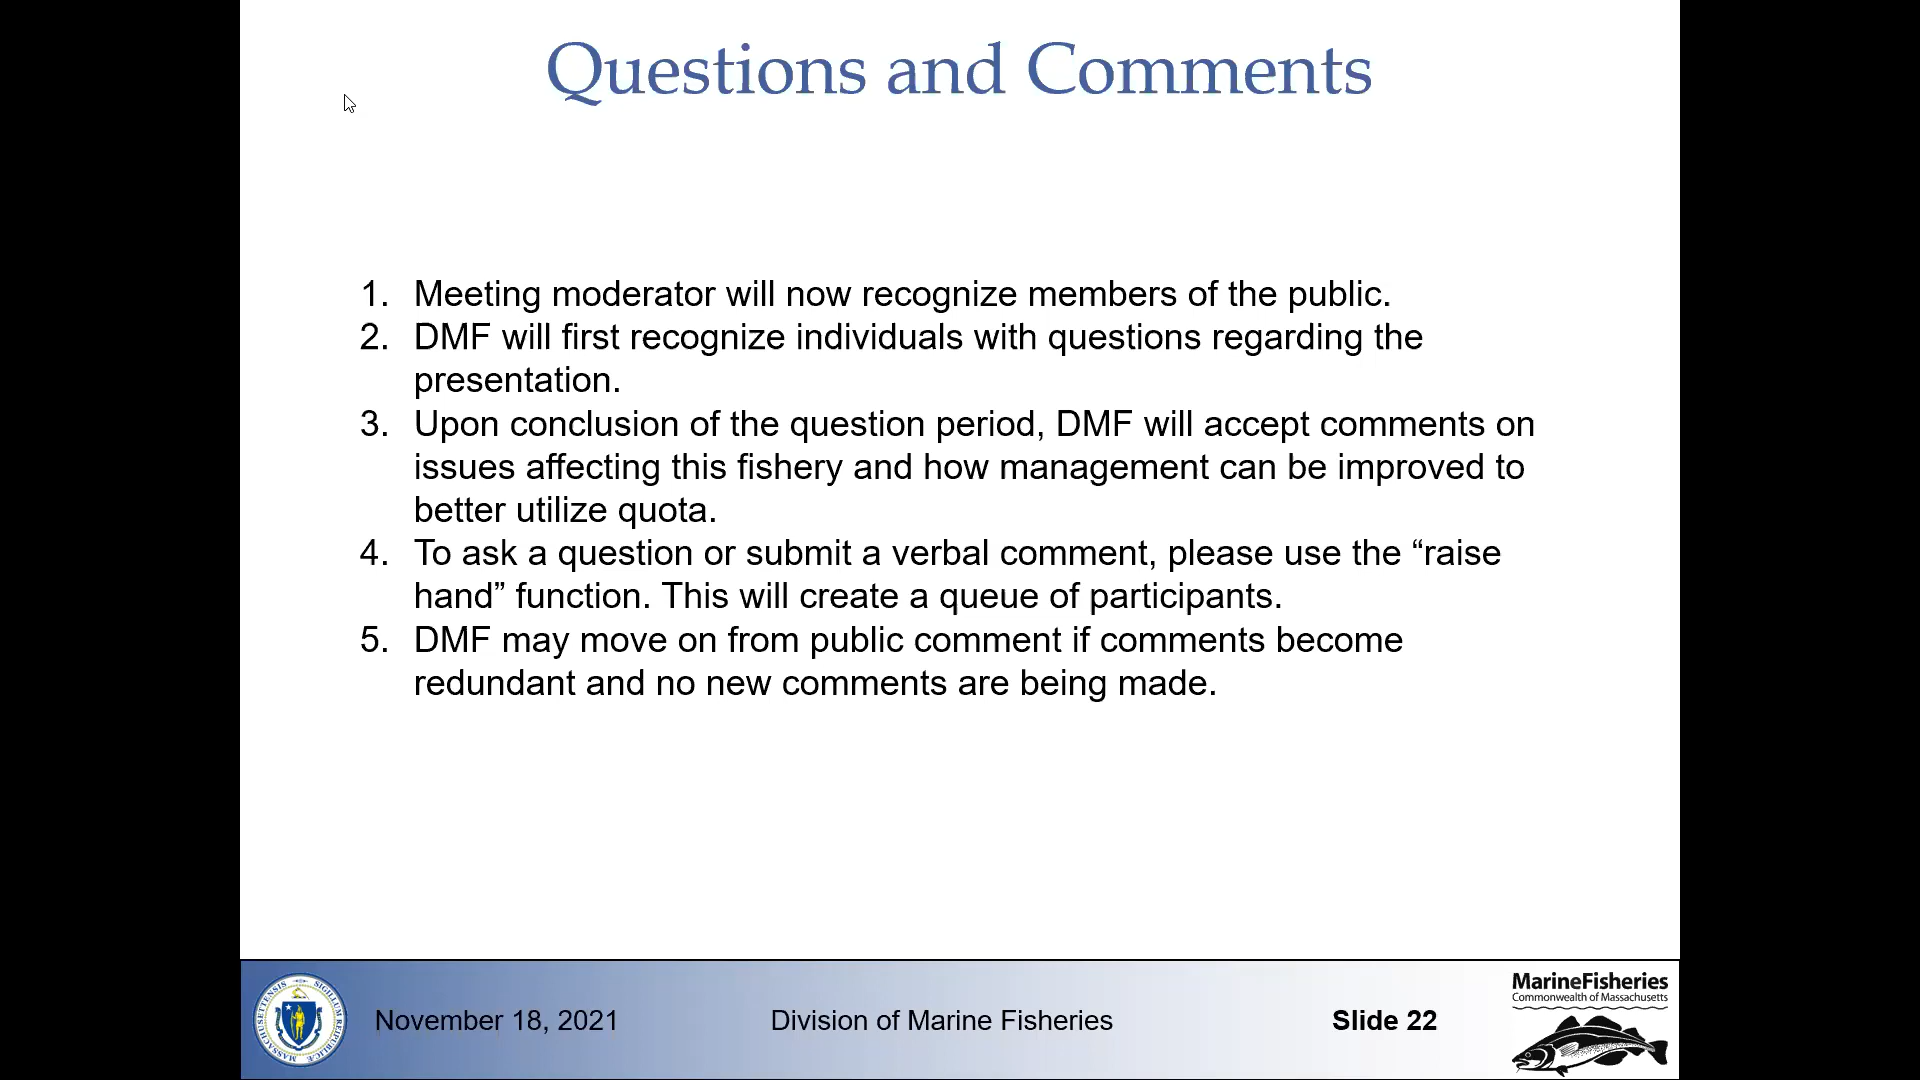 Questions and Comments
1. Meeting moderator will now recognize members of the public.
2. DMF will first recognize individuals with questions regarding the
presentation.
3. Upon conclusion of the question period, DMF will accept comments on
issues affecting this fishery and how management can be improved to
better utilize quota.
4. To ask a question or submit a verbal comment, please use the “raise
hand” function. This will create a queue of participants.
5. DMF may move on from public comment if comments become
redundant and no new comments are being made.
November 18, 2021
Division of Marine Fisheries
Slide 22
MarineFisheries
Commonwealth of Massachusetts